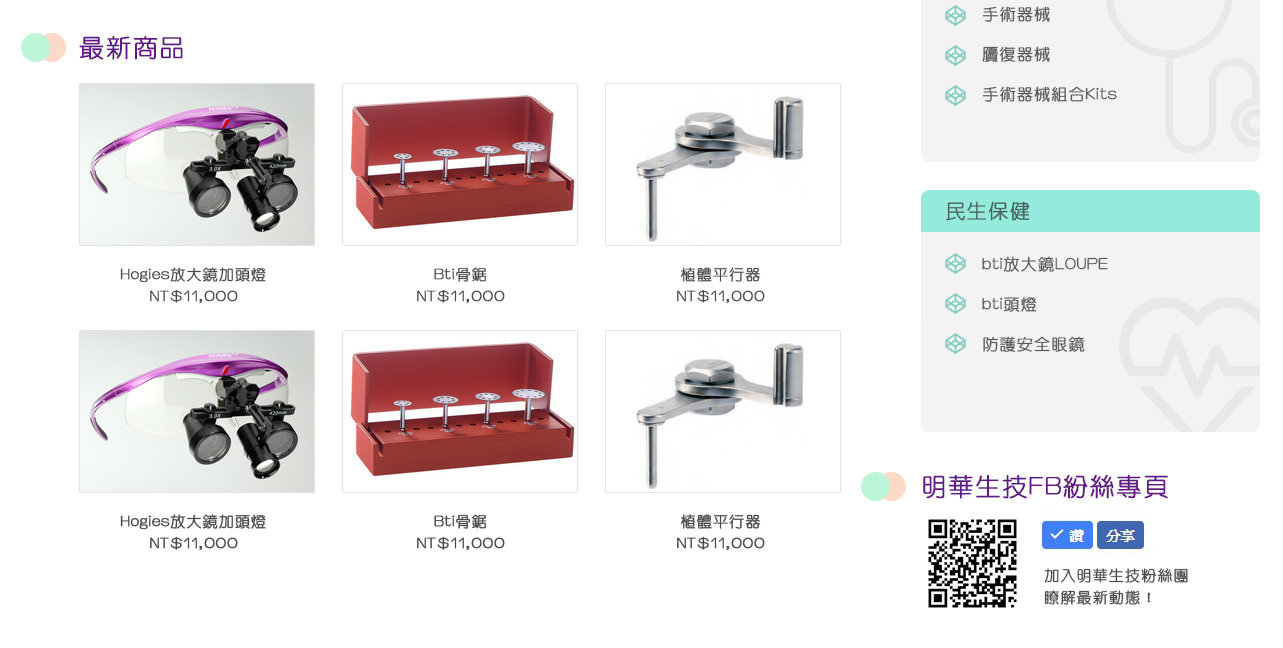 最新商品
Hogies放大鏡加頭燈
NT$11,000
Bti骨鋸
NT$11,000
植體平行器
NT$11,000
Hogies放大鏡加頭燈
NT$11,000
Bti骨鋸
NT$11,000
植體平行器
NT$11,000
手術器械
贗復器械
手術器械組合Kits
民生保健
bti放大鏡LOUPE
bti頭燈
防護安全眼鏡
明華生技FB紛絲專頁
讚 分享
加入明華生技粉絲團
瞭解最新動態！
3.0X
420mm
3.0X
420mm